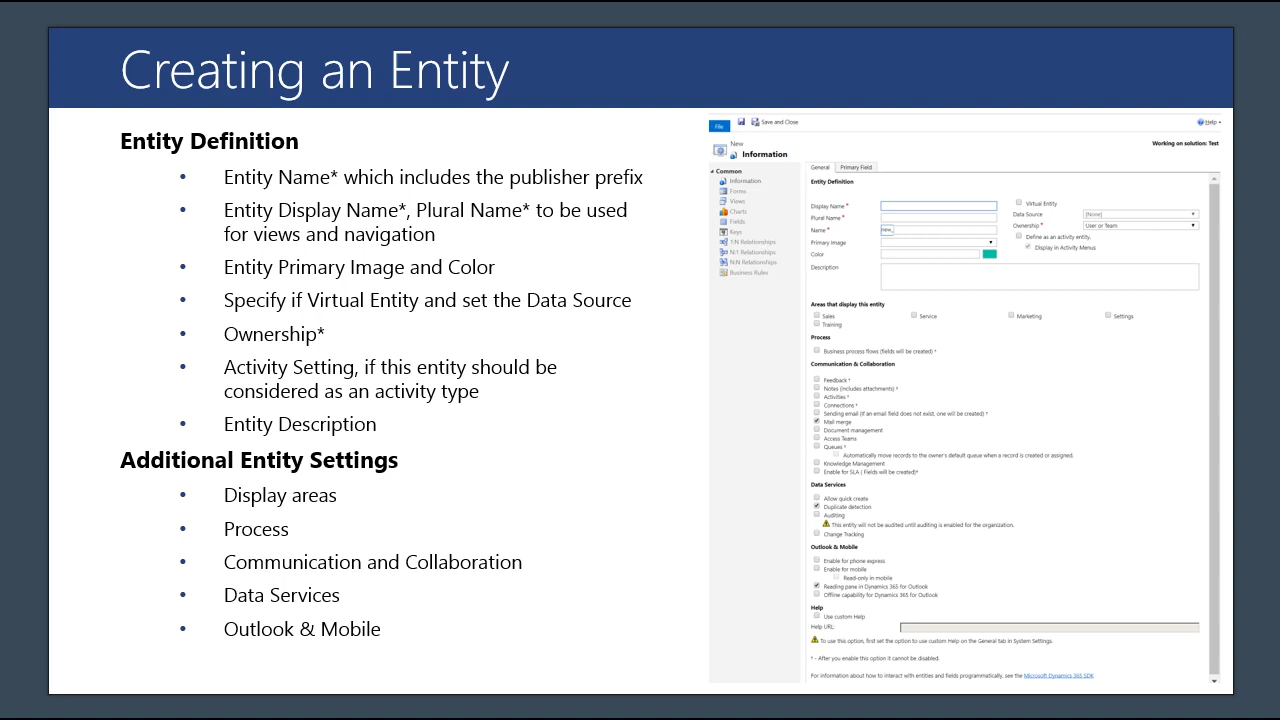 Creating an Entity
Entity Definition
• Entity Name* which includes the publisher prefix
• Entity Display Name*, Plural Name* to be used
for views and navigation
• Entity Primary Image and Color
• Specify if Virtual Entity and set the Data Source
• Ownership*
• Activity Setting, if this entity should be
considered as an activity type
• Entity Description
Additional Entity Settings
• Display areas
• Process
• Communication and Collaboration
• Data Services
• Outlook & Mobile
File
Save and Close
Help
New
Information
Working on solution: Test
Common
Information
Forms
Views
Charts
Fields
Keys
1:N Relationships
N:1 Relationships
N:N Relationships
Business Rules
General
Primary Field
Entity Definition
Display Name *
Plural Name *
Name * new_
Primary Image
Color
Description
Virtual Entity
Data Source [None]
Ownership * User or Team
Define as an activity entity.
Display in Activity Menus
Areas that display this entity
Sales Service Marketing Settings
Training
Process
Business process flows (fields will be created) *
Communication & Collaboration
Feedback *
Notes (includes attachments) *
Activities *
Connections *
Sending email (If an email field does not exist, one will be created) *
Mail merge
Document management
Access Teams
Queues *
Automatically move records to the owner's default queue when a record is created or assigned.
Knowledge Management
Enable for SLA ( Fields will be created)*
Data Services
Allow quick create
Duplicate detection
Auditing
This entity will not be audited until auditing is enabled for the organization.
Change Tracking
Outlook & Mobile
Enable for phone express
Enable for mobile
Read-only in mobile
Reading pane in Dynamics 365 for Outlook
Offline capability for Dynamics 365 for Outlook
Help
Use custom Help
Help URL:
To use this option, first set the option to use custom Help on the General tab in System Settings.
* - After you enable this option it cannot be disabled.
For information about how to interact with entities and fields programmatically, see the Microsoft Dynamics 365 SDK